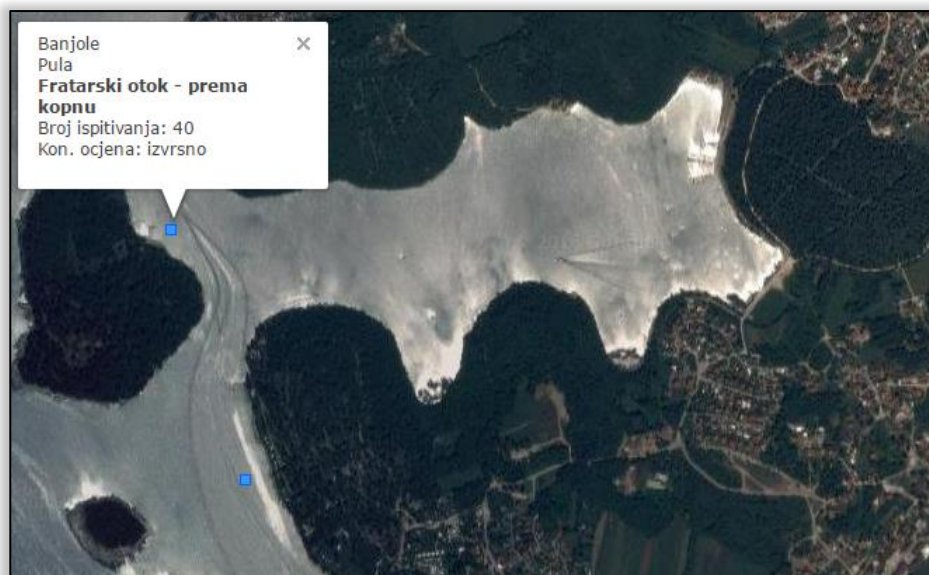 Banjole
Pula
Fratarski otok - prema
kopnu
Broj ispitivanja: 40
Kon. ocjena: izvrsno